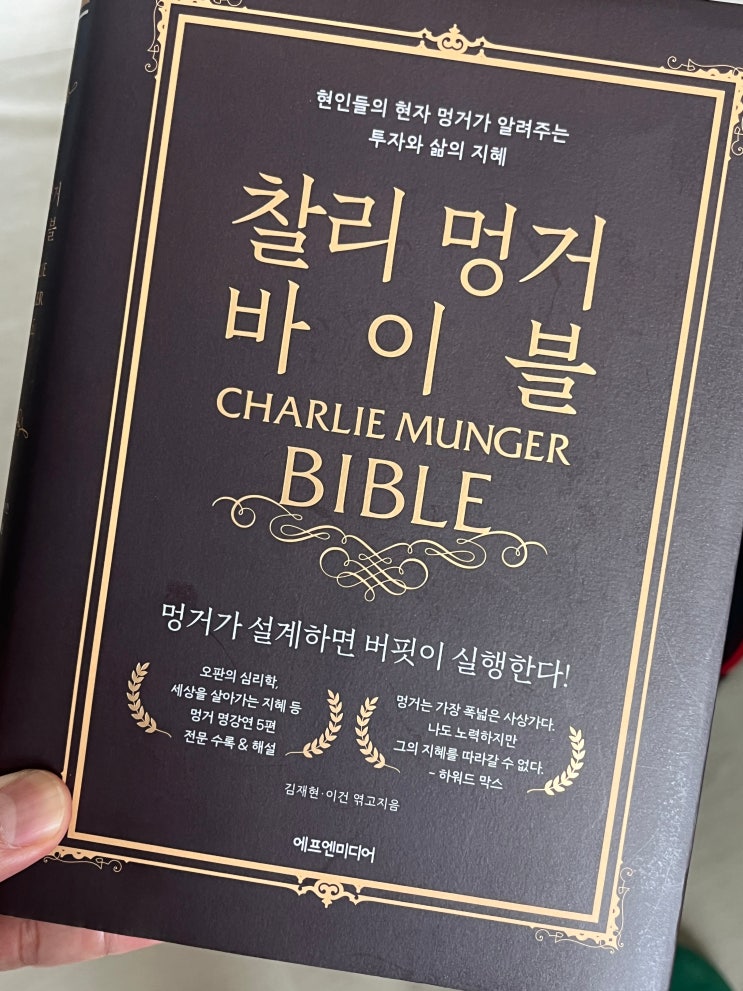 현인들의 현자 멍거가 알려주는
투자와 삶의 지혜
찰리 멍거
바이블
CHARLIE MUNGER
BIBLE
멍거가 설계하면 버핏이 실행한다!
오판의 심리학,
세상을 살아가는 지혜 등
멍거 명강연 5편
전문 수록 & 해설
멍거는 가장 폭넓은 사상가다.
나도 노력하지만
그의 지혜를 따라갈 수 없다.
- 하워드 막스
김재현·이건 엮고지음
에프엔미디어